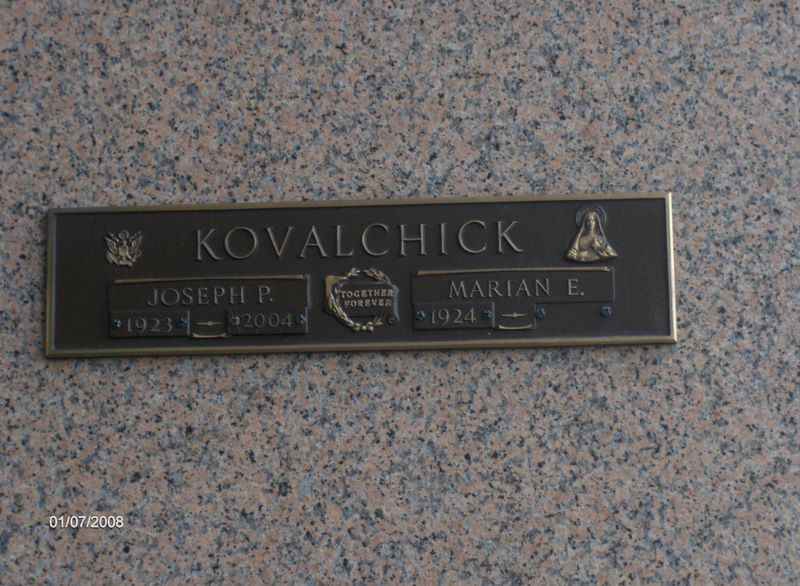 KOVALCHICK
JOSEPH P.
1923 2004
TOGETHER
FOREVER
MARIAN E.
1924
01/07/2008